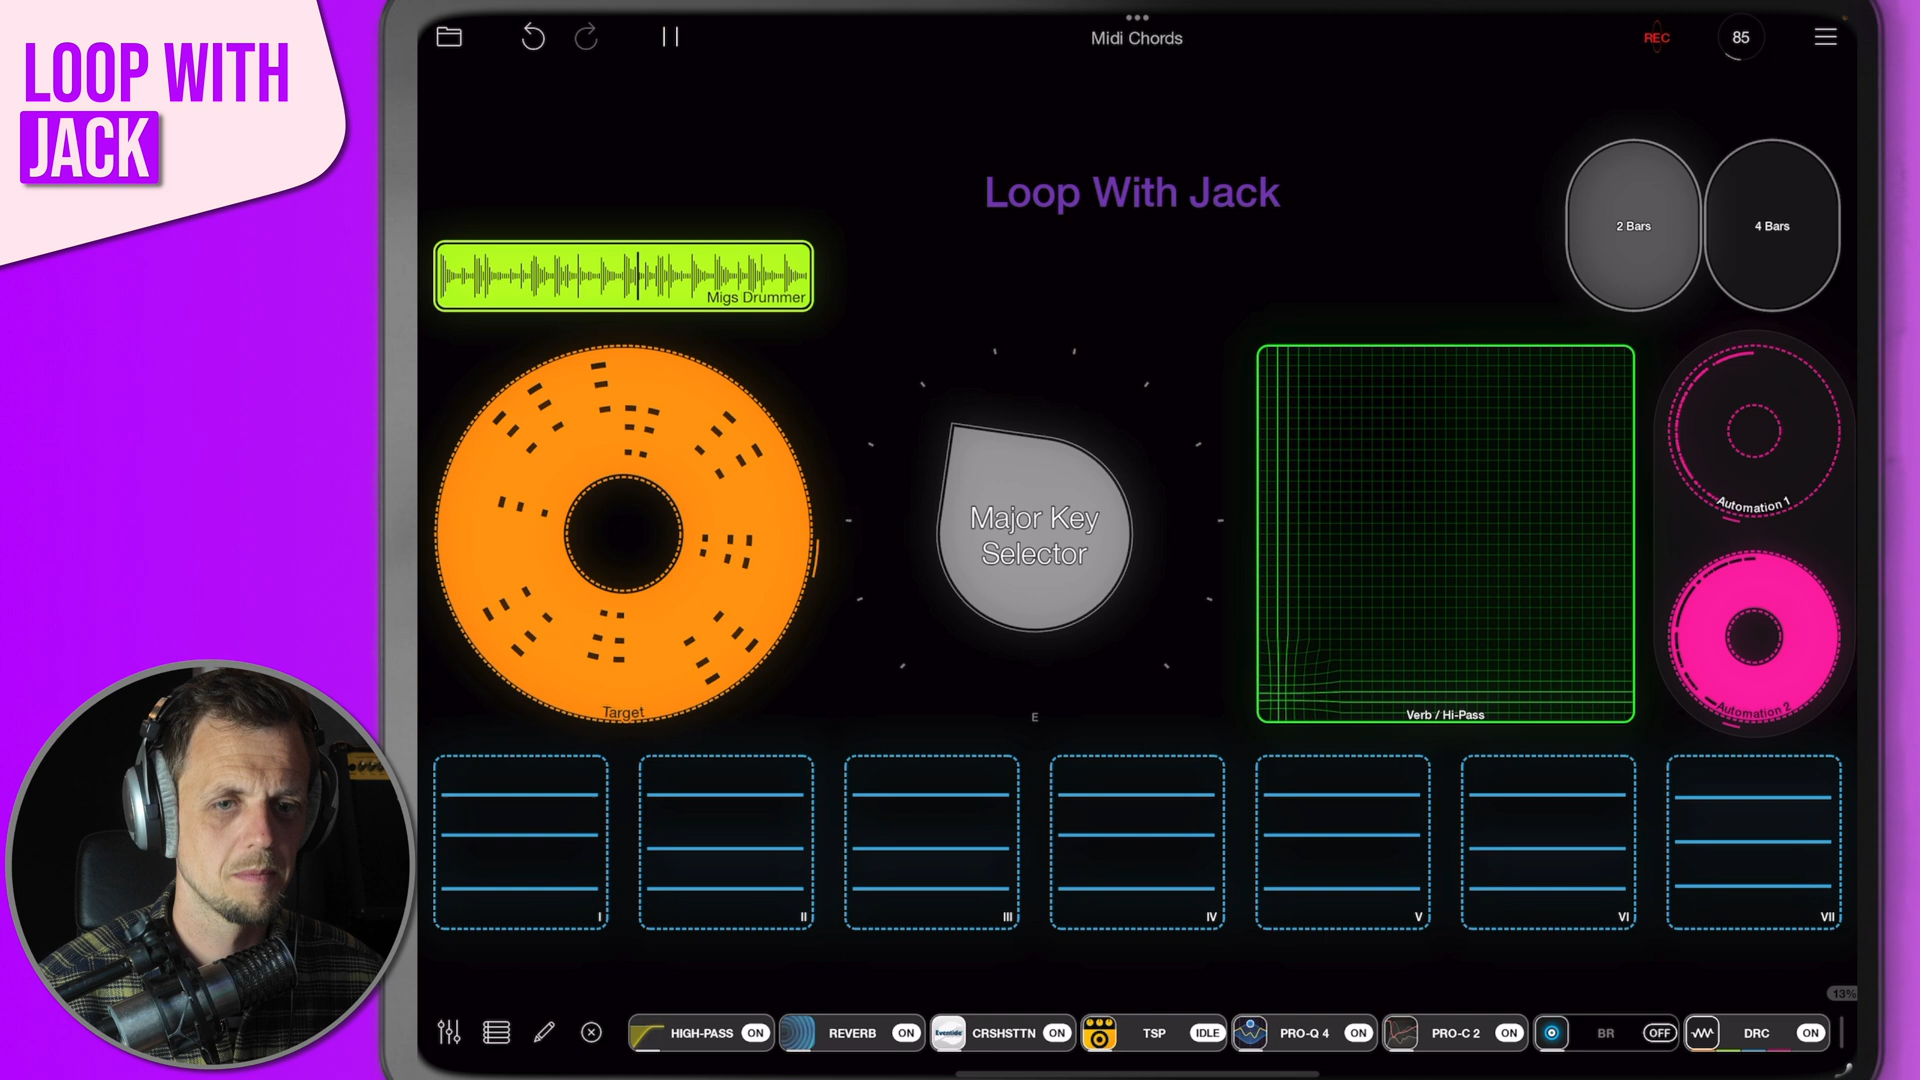 LOOP WITH
JACK
Midi Chords
REC
85
Loop With Jack
2 Bars
4 Bars
Migs Drummer
Major Key
Selector
Automation 1
Automation 2
Target
E
Verb / Hi-Pass
I
II
III
IV
V
VI
VII
13%
HIGH-PASS ON
REVERB ON
Eventide CRSHSTTN ON
TSP IDLE
PRO-Q 4 ON
PRO-C 2 ON
BR OFF
DRC ON